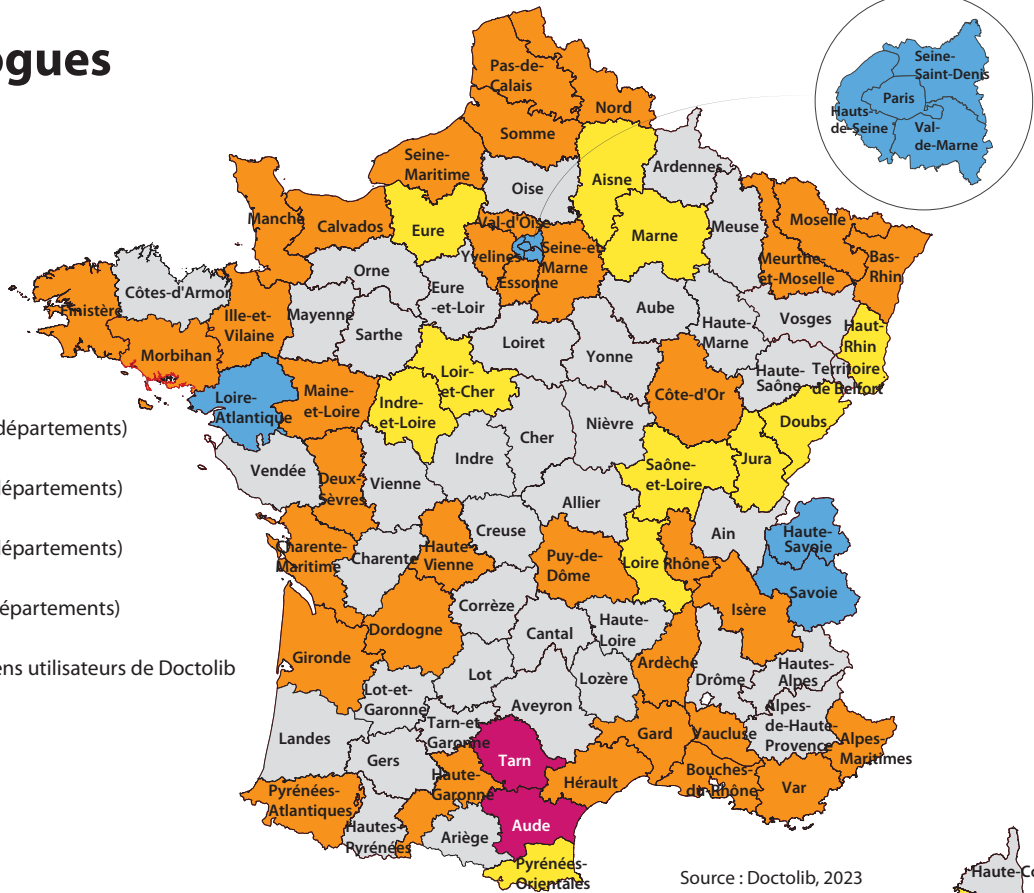 ogues
Seine-
Saint-Denis
Paris
Hauts-
de-Seine
Val-
de-Marne
Pas-de-
Calais
Nord
Somme
Seine-
Maritime
Oise
Aisne
Ardennes
Manche
Calvados
Eure
Val-d'Oise
Yvelines
Seine-et-
Marne
Essonne
Marne
Meuse
Moselle
Meurthe-
et-Moselle
Bas-
Rhin
Finistère
Côtes-d'Armor
Ille-et-
Vilaine
Morbihan
Orne
Mayenne
Sarthe
Eure
-et-Loir
Loiret
Yonne
Aube
Haute-
Marne
Vosges
Haut-
Rhin
Haute-
Saône
Territoire
de Belfort
Loire-
Atlantique
Maine-
et-Loire
Indre-
et-Loire
Loir-
et-Cher
Cher
Nièvre
Côte-d'Or
Doubs
Jura
Saône-
et-Loire
Vendée
Deux-
Sèvres
Vienne
Indre
Allier
départements)
départements)
départements)
départements)
ens utilisateurs de Doctolib
Charente-
Maritime
Charente
Haute-
Vienne
Creuse
Puy-de-
Dôme
Loire
Rhône
Ain
Haute-
Savoie
Savoie
Isère
Gironde
Dordogne
Corrèze
Cantal
Haute-
Loire
Ardèche
Drôme
Hautes-
Alpes
Lot
Lot-et-
Garonne
Lozère
Aveyron
Landes
Gers
Tarn-et-
Garonne
Tarn
Gard
Vaucluse
Alpes-
de-Haute-
Provence
Alpes-
Maritimes
Haute-
Garonne
Hérault
Bouches-
du-Rhône
Var
Pyrénées-
Atlantiques
Hautes-
Pyrénées
Ariège
Aude
Pyrénées-
Orientales
Source : Doctolib, 2023